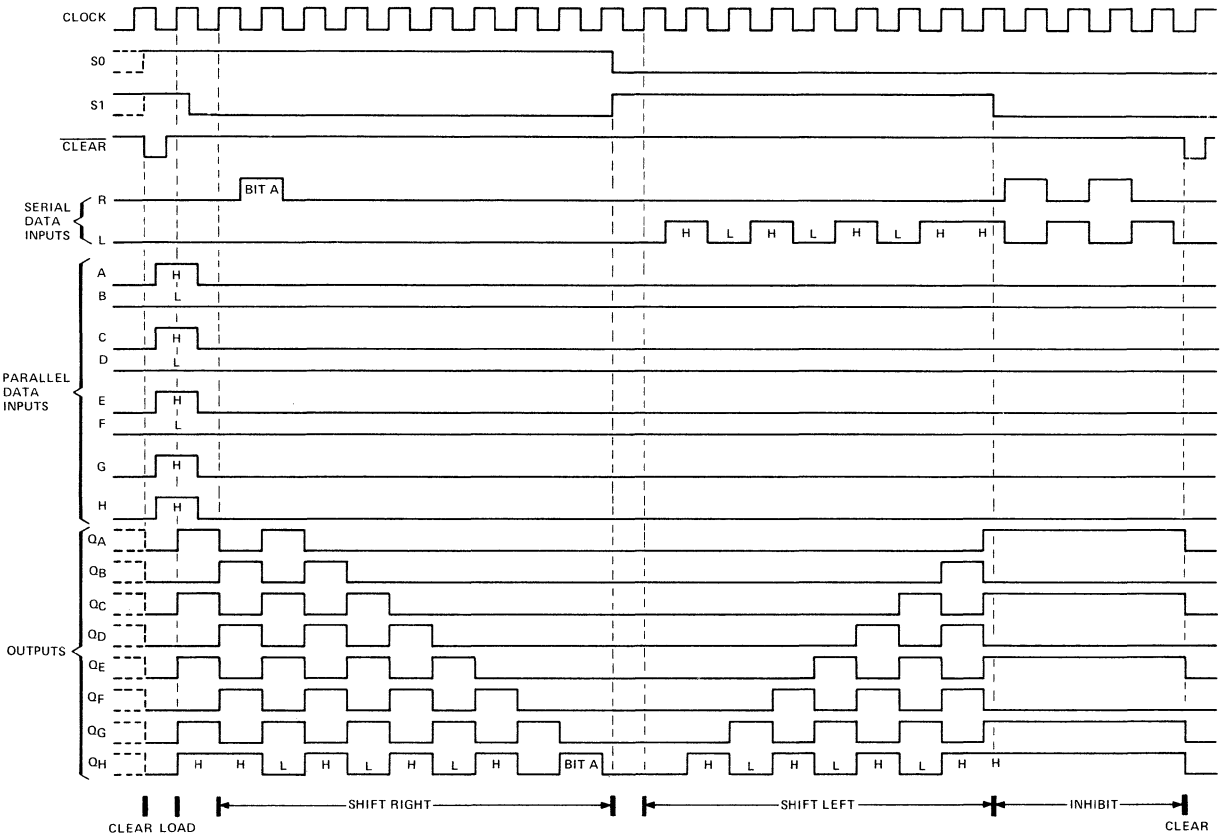 CLOCK
S0
S1
CLEAR
BIT A
R
SERIAL
DATA
INPUTS
L
H L H L H L H H
A H
B L
C H
D L
PARALLEL
DATA
INPUTS
E H
F L
G H
H H
QA
QB
QC
QD
OUTPUTS
QE
QF
QG
QH H H L H L H L H BIT A H L H L H L H H
SHIFT RIGHT SHIFT LEFT INHIBIT
CLEAR LOAD CLEAR